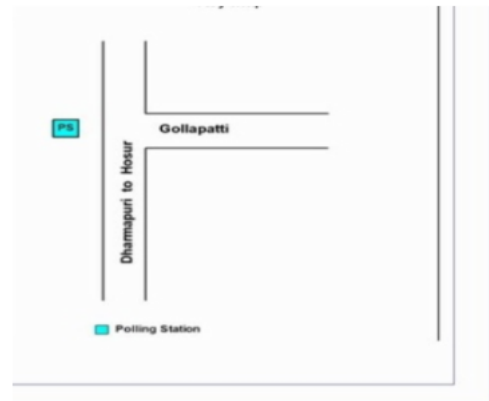 PS
Gollapatti
Dharmapuri to Hosur
Polling Station